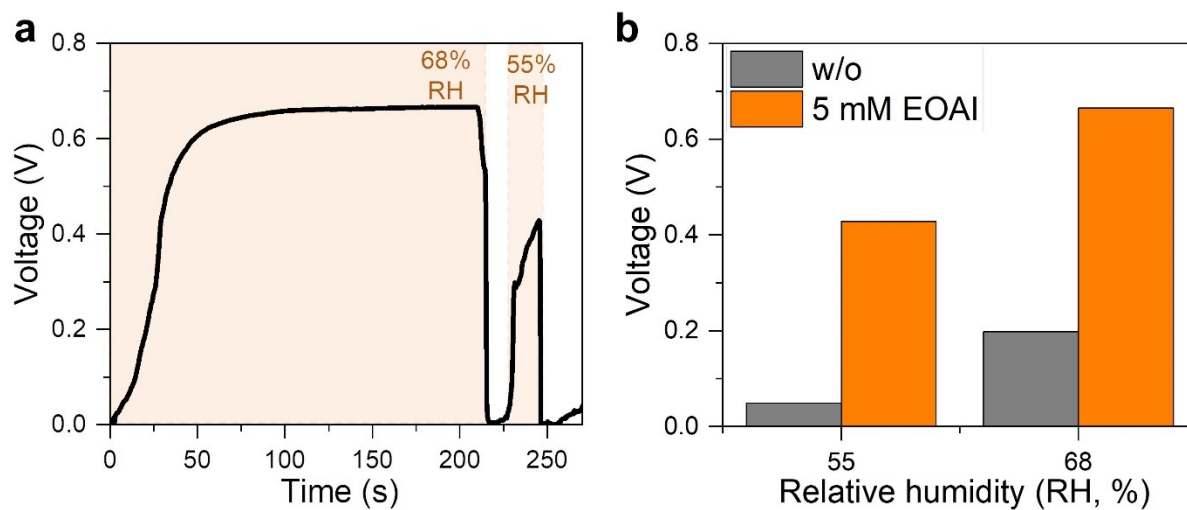 a
0.8
0.6
0.4
0.2
0.0
Voltage (V)
68%
RH
55%
RH
0
50
100
150
200
250
Time (s)
b
0.8
0.6
0.4
0.2
0.0
Voltage (V)
w/o
5 mM EOAI
55
68
Relative humidity (RH, %)